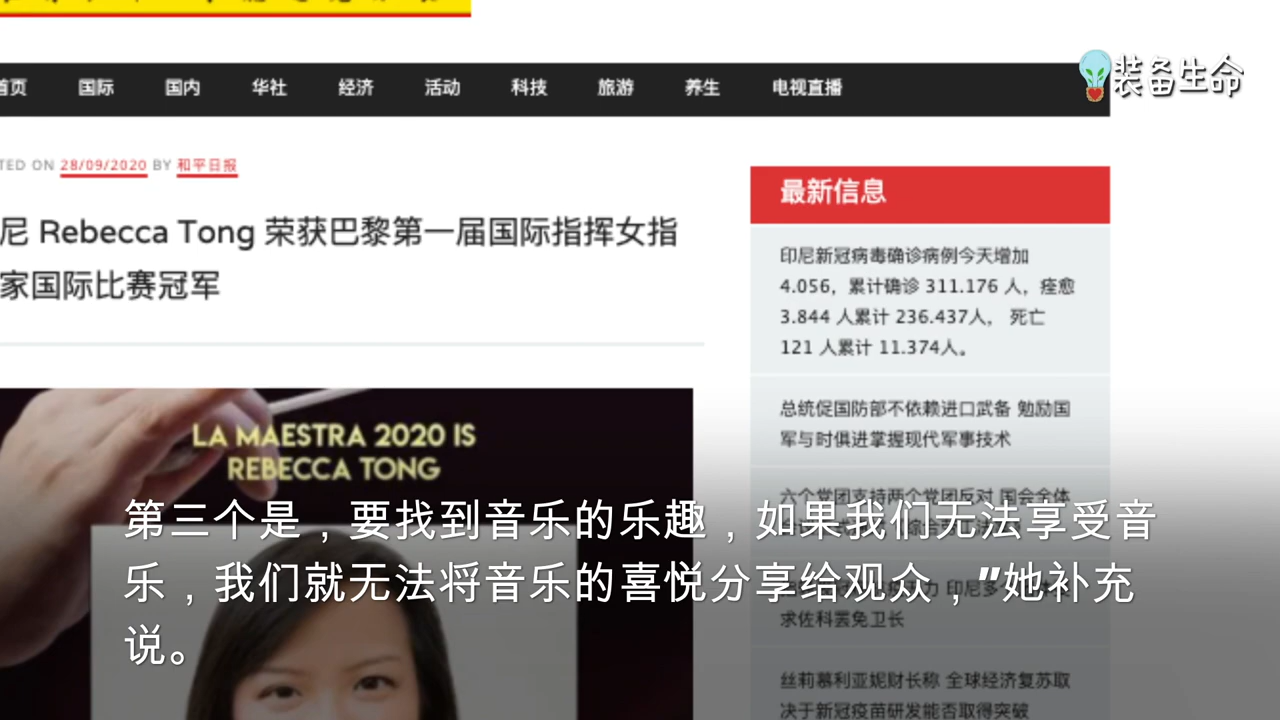 首页 国际 国内 华社 经济 活动 科技 旅游 养生 电视直播
装备生命
TED ON 28/09/2020 BY 和平日报
尼 Rebecca Tong 荣获巴黎第一届国际指挥女指
家国际比赛冠军
LA MAESTRA 2020 IS
REBECCA TONG
最新信息
印尼新冠病毒确诊病例今天增加
4.056，累计确诊 311.176 人，痊愈
3.844 人累计 236.437人， 死亡
121 人累计 11.374人。
总统促国防部不依赖进口武备 勉励国
军与时俱进掌握现代军事技术
六个党团支持两个党团反对 国会全体
力 印尼多
求佐科罢免卫长
丝莉慕利亚妮财长称 全球经济复苏取
决于新冠疫苗研发能否取得突破
第三个是，要找到音乐的乐趣，如果我们无法享受音
乐，我们就无法将音乐的喜悦分享给观众，"她补充
说。